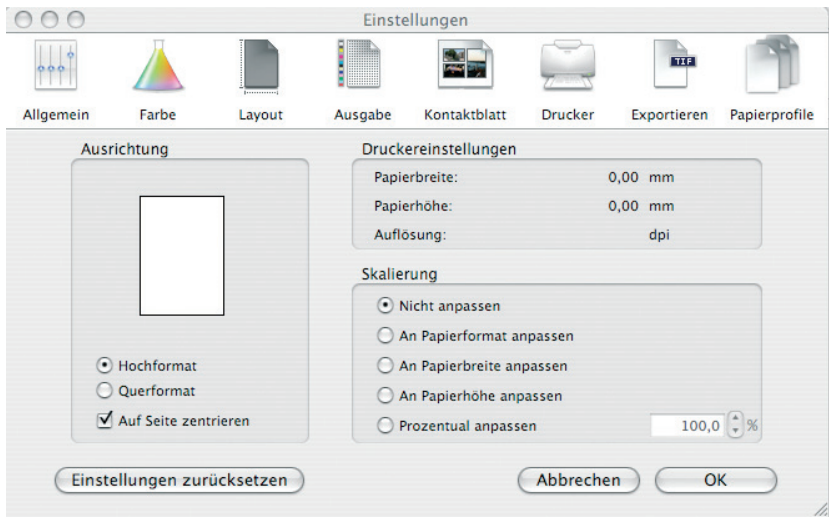 Einstellungen
Allgemein Farbe Layout Ausgabe Kontaktblatt Drucker Exportieren Papierprofile
TIF
Ausrichtung
Hochformat
Querformat
Auf Seite zentrieren
Druckereinstellungen
Papierbreite: 0,00 mm
Papierhöhe: 0,00 mm
Auflösung: dpi
Skalierung
Nicht anpassen
An Papierformat anpassen
An Papierbreite anpassen
An Papierhöhe anpassen
Prozentual anpassen 100,0 %
Einstellungen zurücksetzen Abbrechen OK